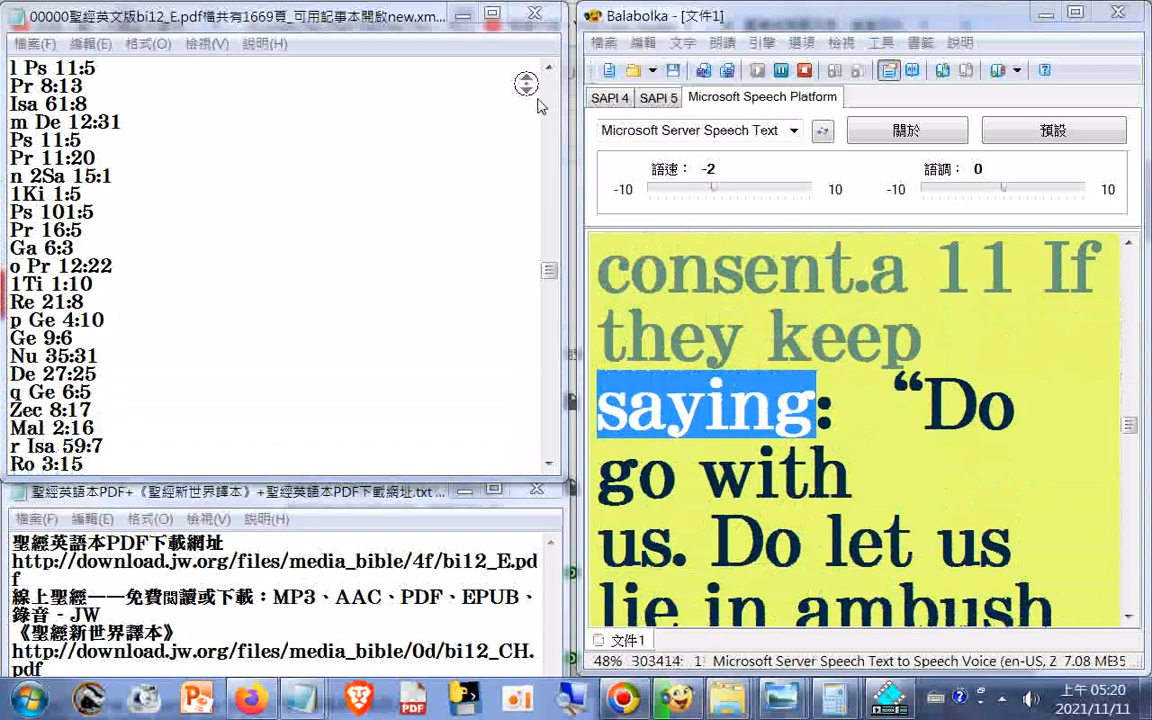 00000聖經英文版bi12_E.pdf檔共有1669頁_可用記事本開啟new.xm...
檔案(F) 編輯(E) 格式(O) 檢視(V) 說明(H)
l Ps 11:5
Pr 8:13
Isa 61:8
m De 12:31
Ps 11:5
Pr 11:20
n 2Sa 15:1
1Ki 1:5
Ps 101:5
Pr 16:5
Ga 6:3
o Pr 12:22
1Ti 1:10
Re 21:8
p Ge 4:10
Ge 9:6
Nu 35:31
De 27:25
q Ge 6:5
Zec 8:17
Mal 2:16
r Isa 59:7
Ro 3:15
聖經英語本PDF+《聖經新世界譯本》+聖經英語本PDF下載網址.txt ...
檔案(F) 編輯(E) 格式(O) 檢視(V) 說明(H)
聖經英語本PDF下載網址
http://download.jw.org/files/media_bible/4f/bi12_E.pd
f
線上聖經——免費閱讀或下載：MP3、AAC、PDF、EPUB、
錄音 - JW
《聖經新世界譯本》
http://download.jw.org/files/media_bible/0d/bi12_CH.
pdf
Balabolka - [文件1]
檔案 編輯 文字 朗讀 引擎 選項 檢視 工具 書籤 說明
SAPI 4 SAPI 5 Microsoft Speech Platform
Microsoft Server Speech Text 關於 預設
語速： -2 語調： 0
-10 10 -10 10
consent.a 11 If
they keep
saying: “Do
go with
us. Do let us
lie in ambush
文件1
48% 303414: 1 Microsoft Server Speech Text to Speech Voice (en-US, Z 7.08 MB
PDF
上午 05:20
2021/11/11